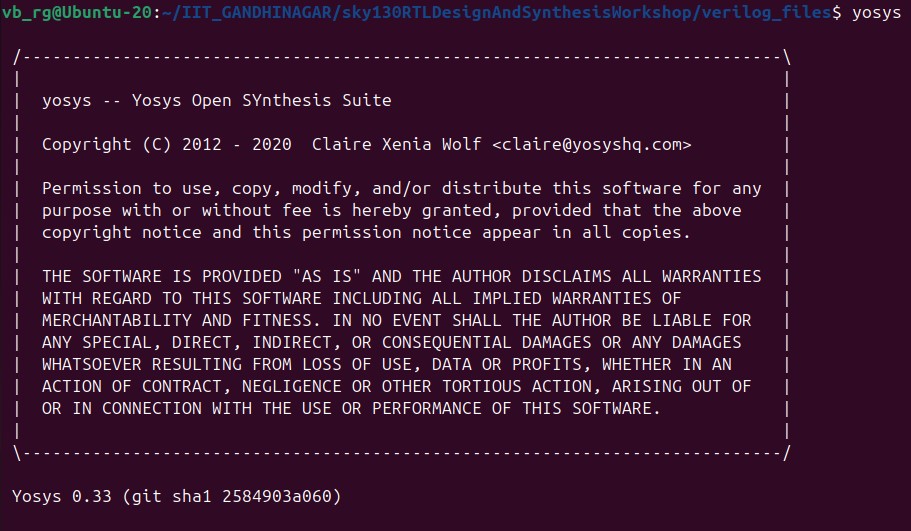 vb_rg@Ubuntu-20:~/IIT_GANDHINAGAR/sky130RTLDesignAndSynthesisWorkshop/verilog_files$ yosys
/----------------------------------------------------------------------------\
|                                                                            |
|  yosys -- Yosys Open SYnthesis Suite                                       |
|                                                                            |
|  Copyright (C) 2012 - 2020  Claire Xenia Wolf <claire@yosyshq.com>         |
|                                                                            |
|  Permission to use, copy, modify, and/or distribute this software for any  |
|  purpose with or without fee is hereby granted, provided that the above    |
|  copyright notice and this permission notice appear in all copies.         |
|                                                                            |
|  THE SOFTWARE IS PROVIDED "AS IS" AND THE AUTHOR DISCLAIMS ALL WARRANTIES  |
|  WITH REGARD TO THIS SOFTWARE INCLUDING ALL IMPLIED WARRANTIES OF          |
|  MERCHANTABILITY AND FITNESS. IN NO EVENT SHALL THE AUTHOR BE LIABLE FOR   |
|  ANY SPECIAL, DIRECT, INDIRECT, OR CONSEQUENTIAL DAMAGES OR ANY DAMAGES    |
|  WHATSOEVER RESULTING FROM LOSS OF USE, DATA OR PROFITS, WHETHER IN AN     |
|  ACTION OF CONTRACT, NEGLIGENCE OR OTHER TORTIOUS ACTION, ARISING OUT OF   |
|  OR IN CONNECTION WITH THE USE OR PERFORMANCE OF THIS SOFTWARE.            |
|                                                                            |
\----------------------------------------------------------------------------/
Yosys 0.33 (git sha1 2584903a060)